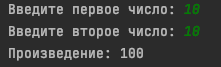 Введите первое число: 10
Введите второе число: 10
Произведение: 100